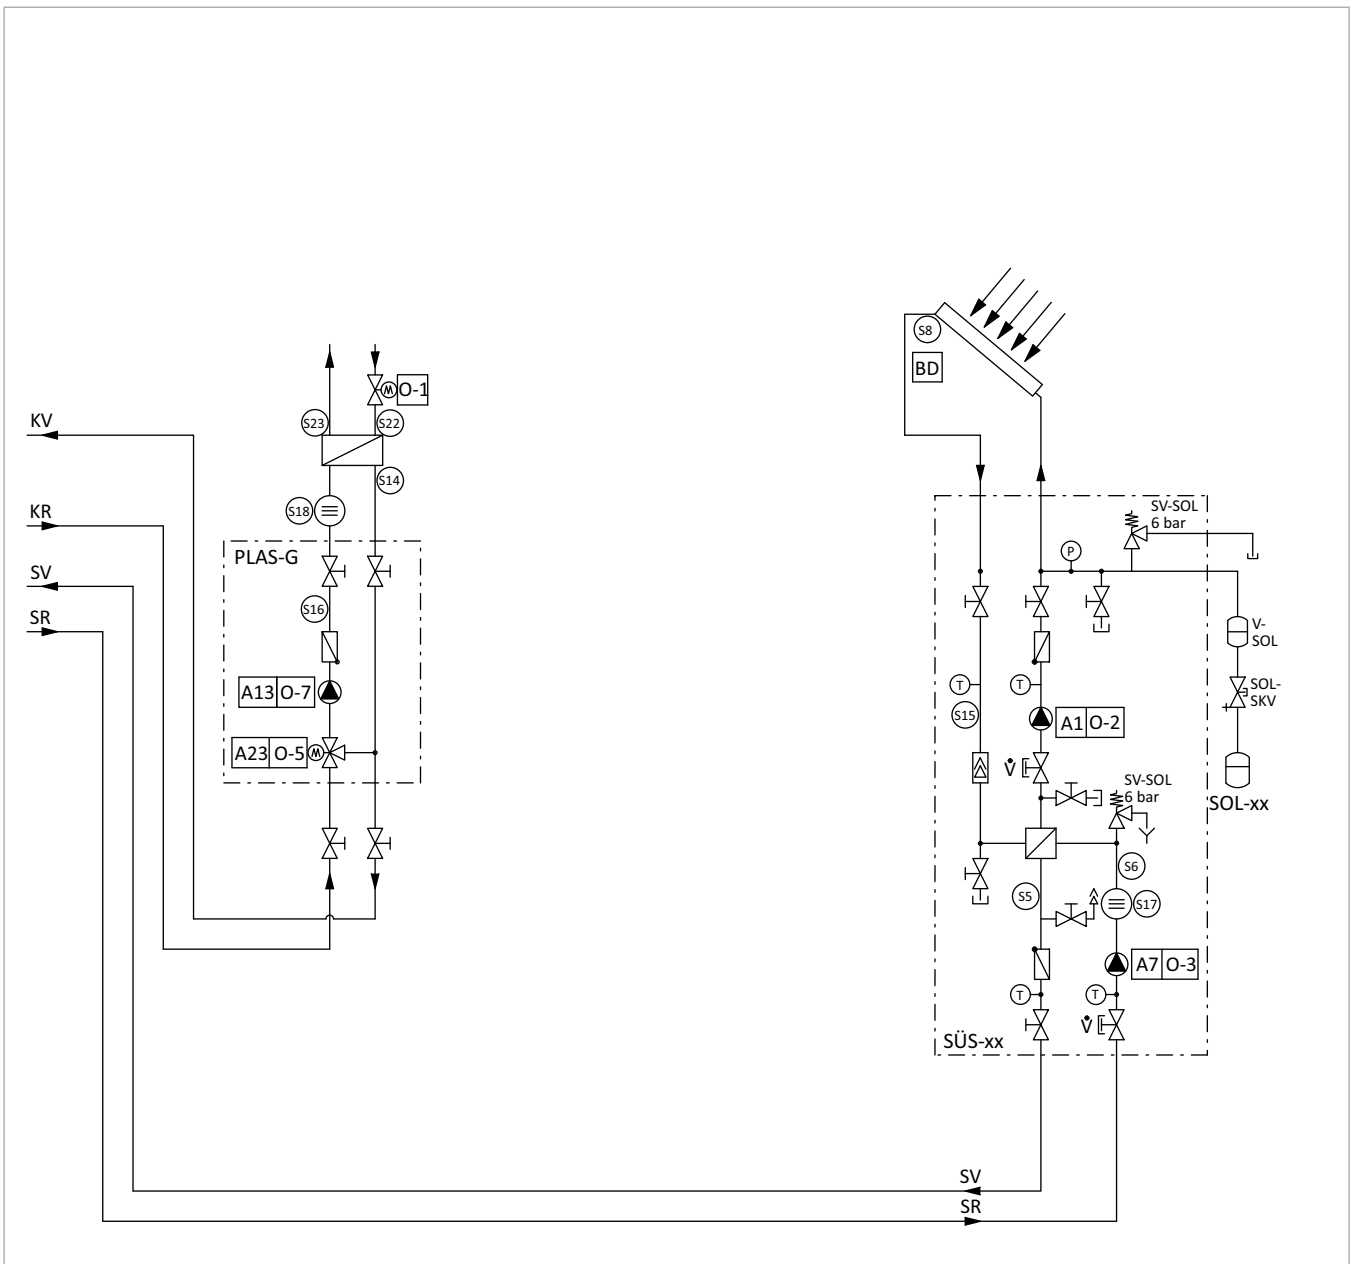 S8
BD
O-1
KV
S23
S22
S14
KR
S18
SV-SOL
6 bar
PLAS-G
P
SV
S16
SR
V-
SOL
A13 O-7
T
T
SOL-
SKV
S15
A1 O-2
A23 O-5
V̇
SV-SOL
6 bar
SOL-xx
S6
S5
S17
A7 O-3
T
T
V̇
SÜS-xx
SV
SR